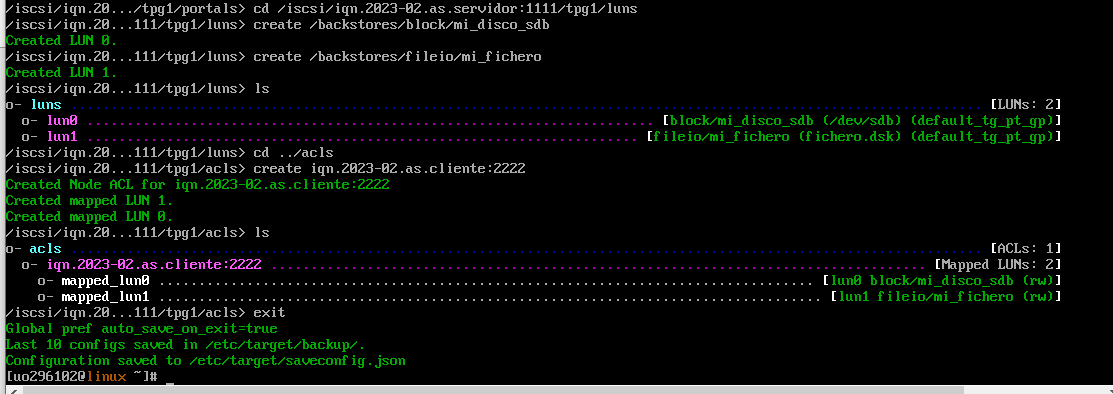 /iscsi/iqn.20.../tpg1/portals> cd /iscsi/iqn.2023-02.as.servidor:1111/tpg1/luns
/iscsi/iqn.20...111/tpg1/luns> create /backstores/block/mi_disco_sdb
Created LUN 0.
/iscsi/iqn.20...111/tpg1/luns> create /backstores/fileio/mi_fichero
Created LUN 1.
/iscsi/iqn.20...111/tpg1/luns> ls
o- luns .................................................................................................................. [LUNs: 2]
  o- lun0 ...................................................................... [block/mi_disco_sdb (/dev/sdb) (default_tg_pt_gp)]
  o- lun1 .................................................................... [fileio/mi_fichero (fichero.dsk) (default_tg_pt_gp)]
/iscsi/iqn.20...111/tpg1/luns> cd ../acls
/iscsi/iqn.20...111/tpg1/acls> create iqn.2023-02.as.cliente:2222
Created Node ACL for iqn.2023-02.as.cliente:2222
Created mapped LUN 1.
Created mapped LUN 0.
/iscsi/iqn.20...111/tpg1/acls> ls
o- acls .................................................................................................................. [ACLs: 1]
  o- iqn.2023-02.as.cliente:2222 .................................................................................. [Mapped LUNs: 2]
    o- mapped_lun0 .................................................................................. [lun0 block/mi_disco_sdb (rw)]
    o- mapped_lun1 ................................................................................... [lun1 fileio/mi_fichero (rw)]
/iscsi/iqn.20...111/tpg1/acls> exit
Global pref auto_save_on_exit=true
Last 10 configs saved in /etc/target/backup/.
Configuration saved to /etc/target/saveconfig.json
[uo296102@linux ~]# _